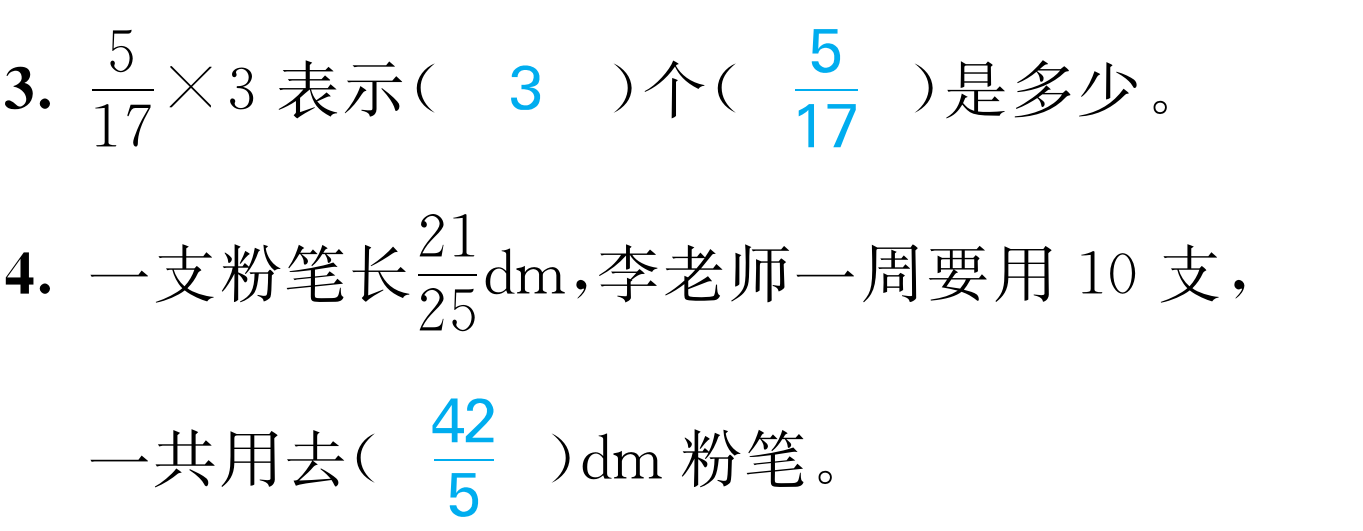 3. 5/17×3 表示( 3 )个( 5/17 )是多少。
4. 一支粉笔长21/25dm,李老师一周要用 10 支,
一共用去( 42/5 )dm 粉笔。